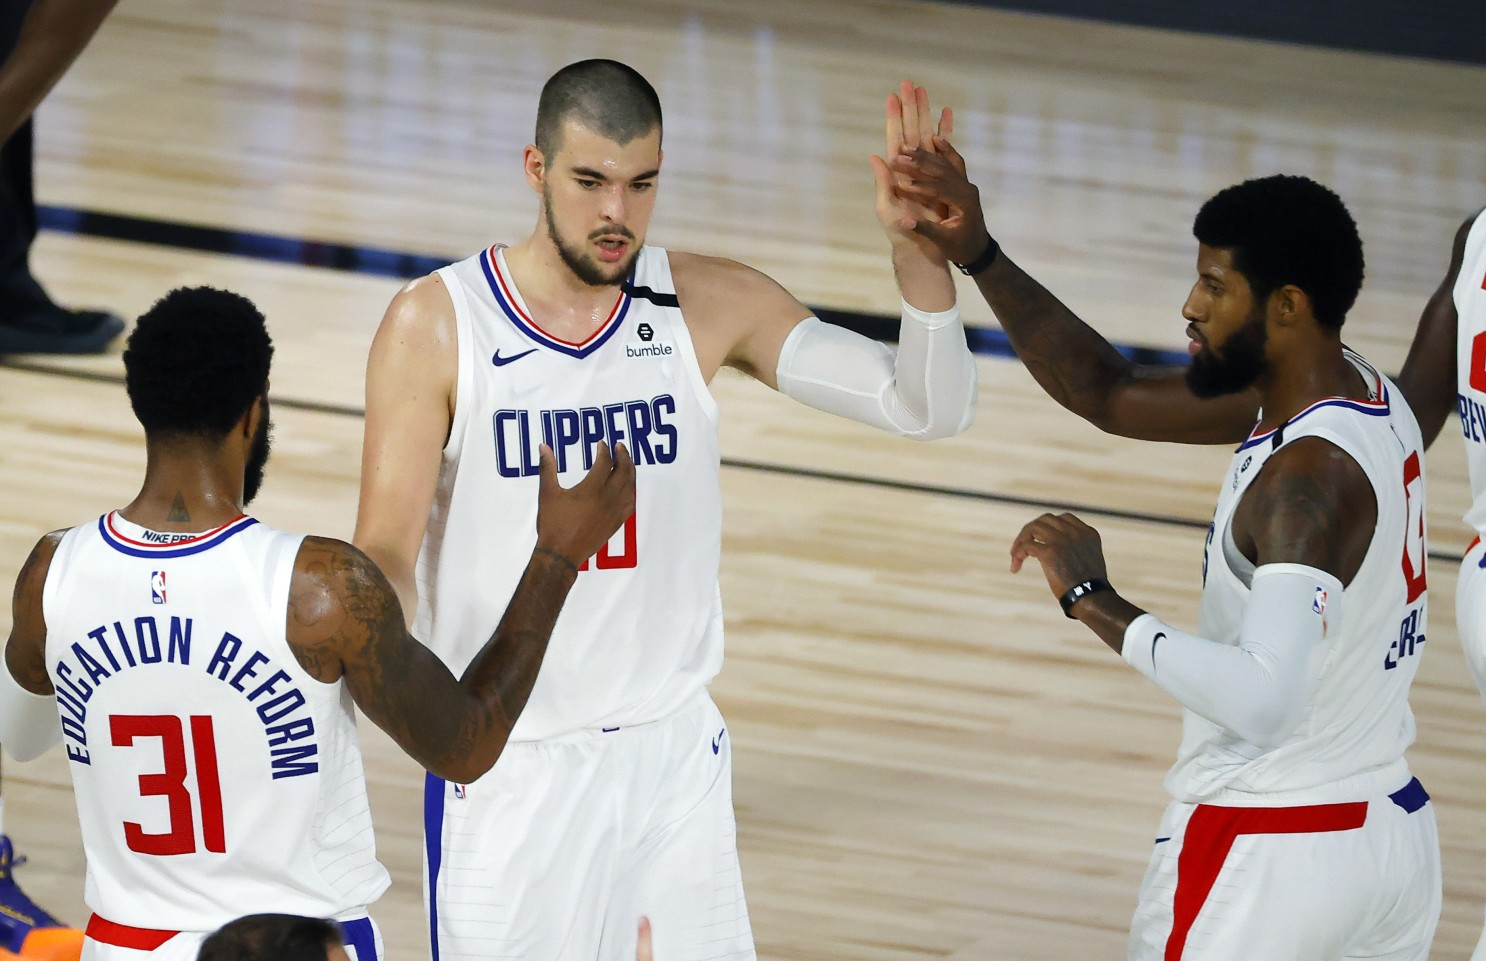 bumble
CLIPPERS
NIKE PRO
EDUCATION REFORM
31